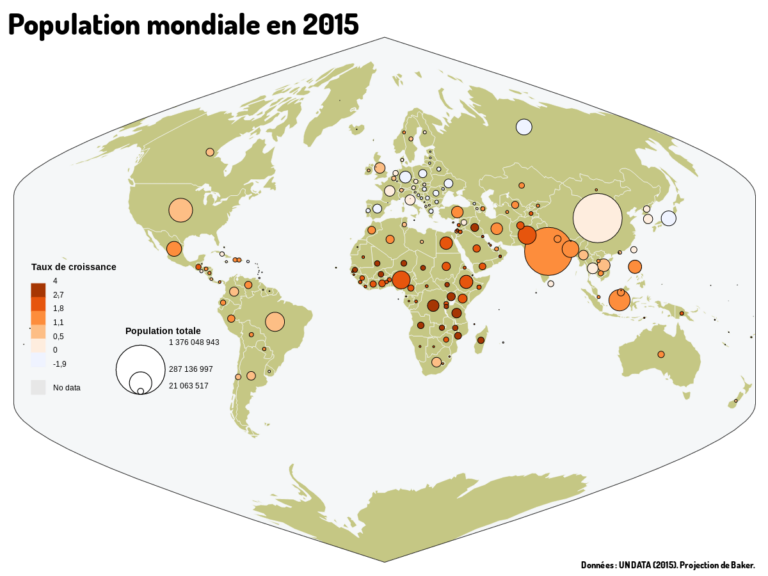 Population mondiale en 2015
Taux de croissance
4
2,7
1,8
1,1
0,5
0
-1,9
No data
Population totale
1 376 048 943
287 136 997
21 063 517
Données : UN DATA (2015). Projection de Baker.